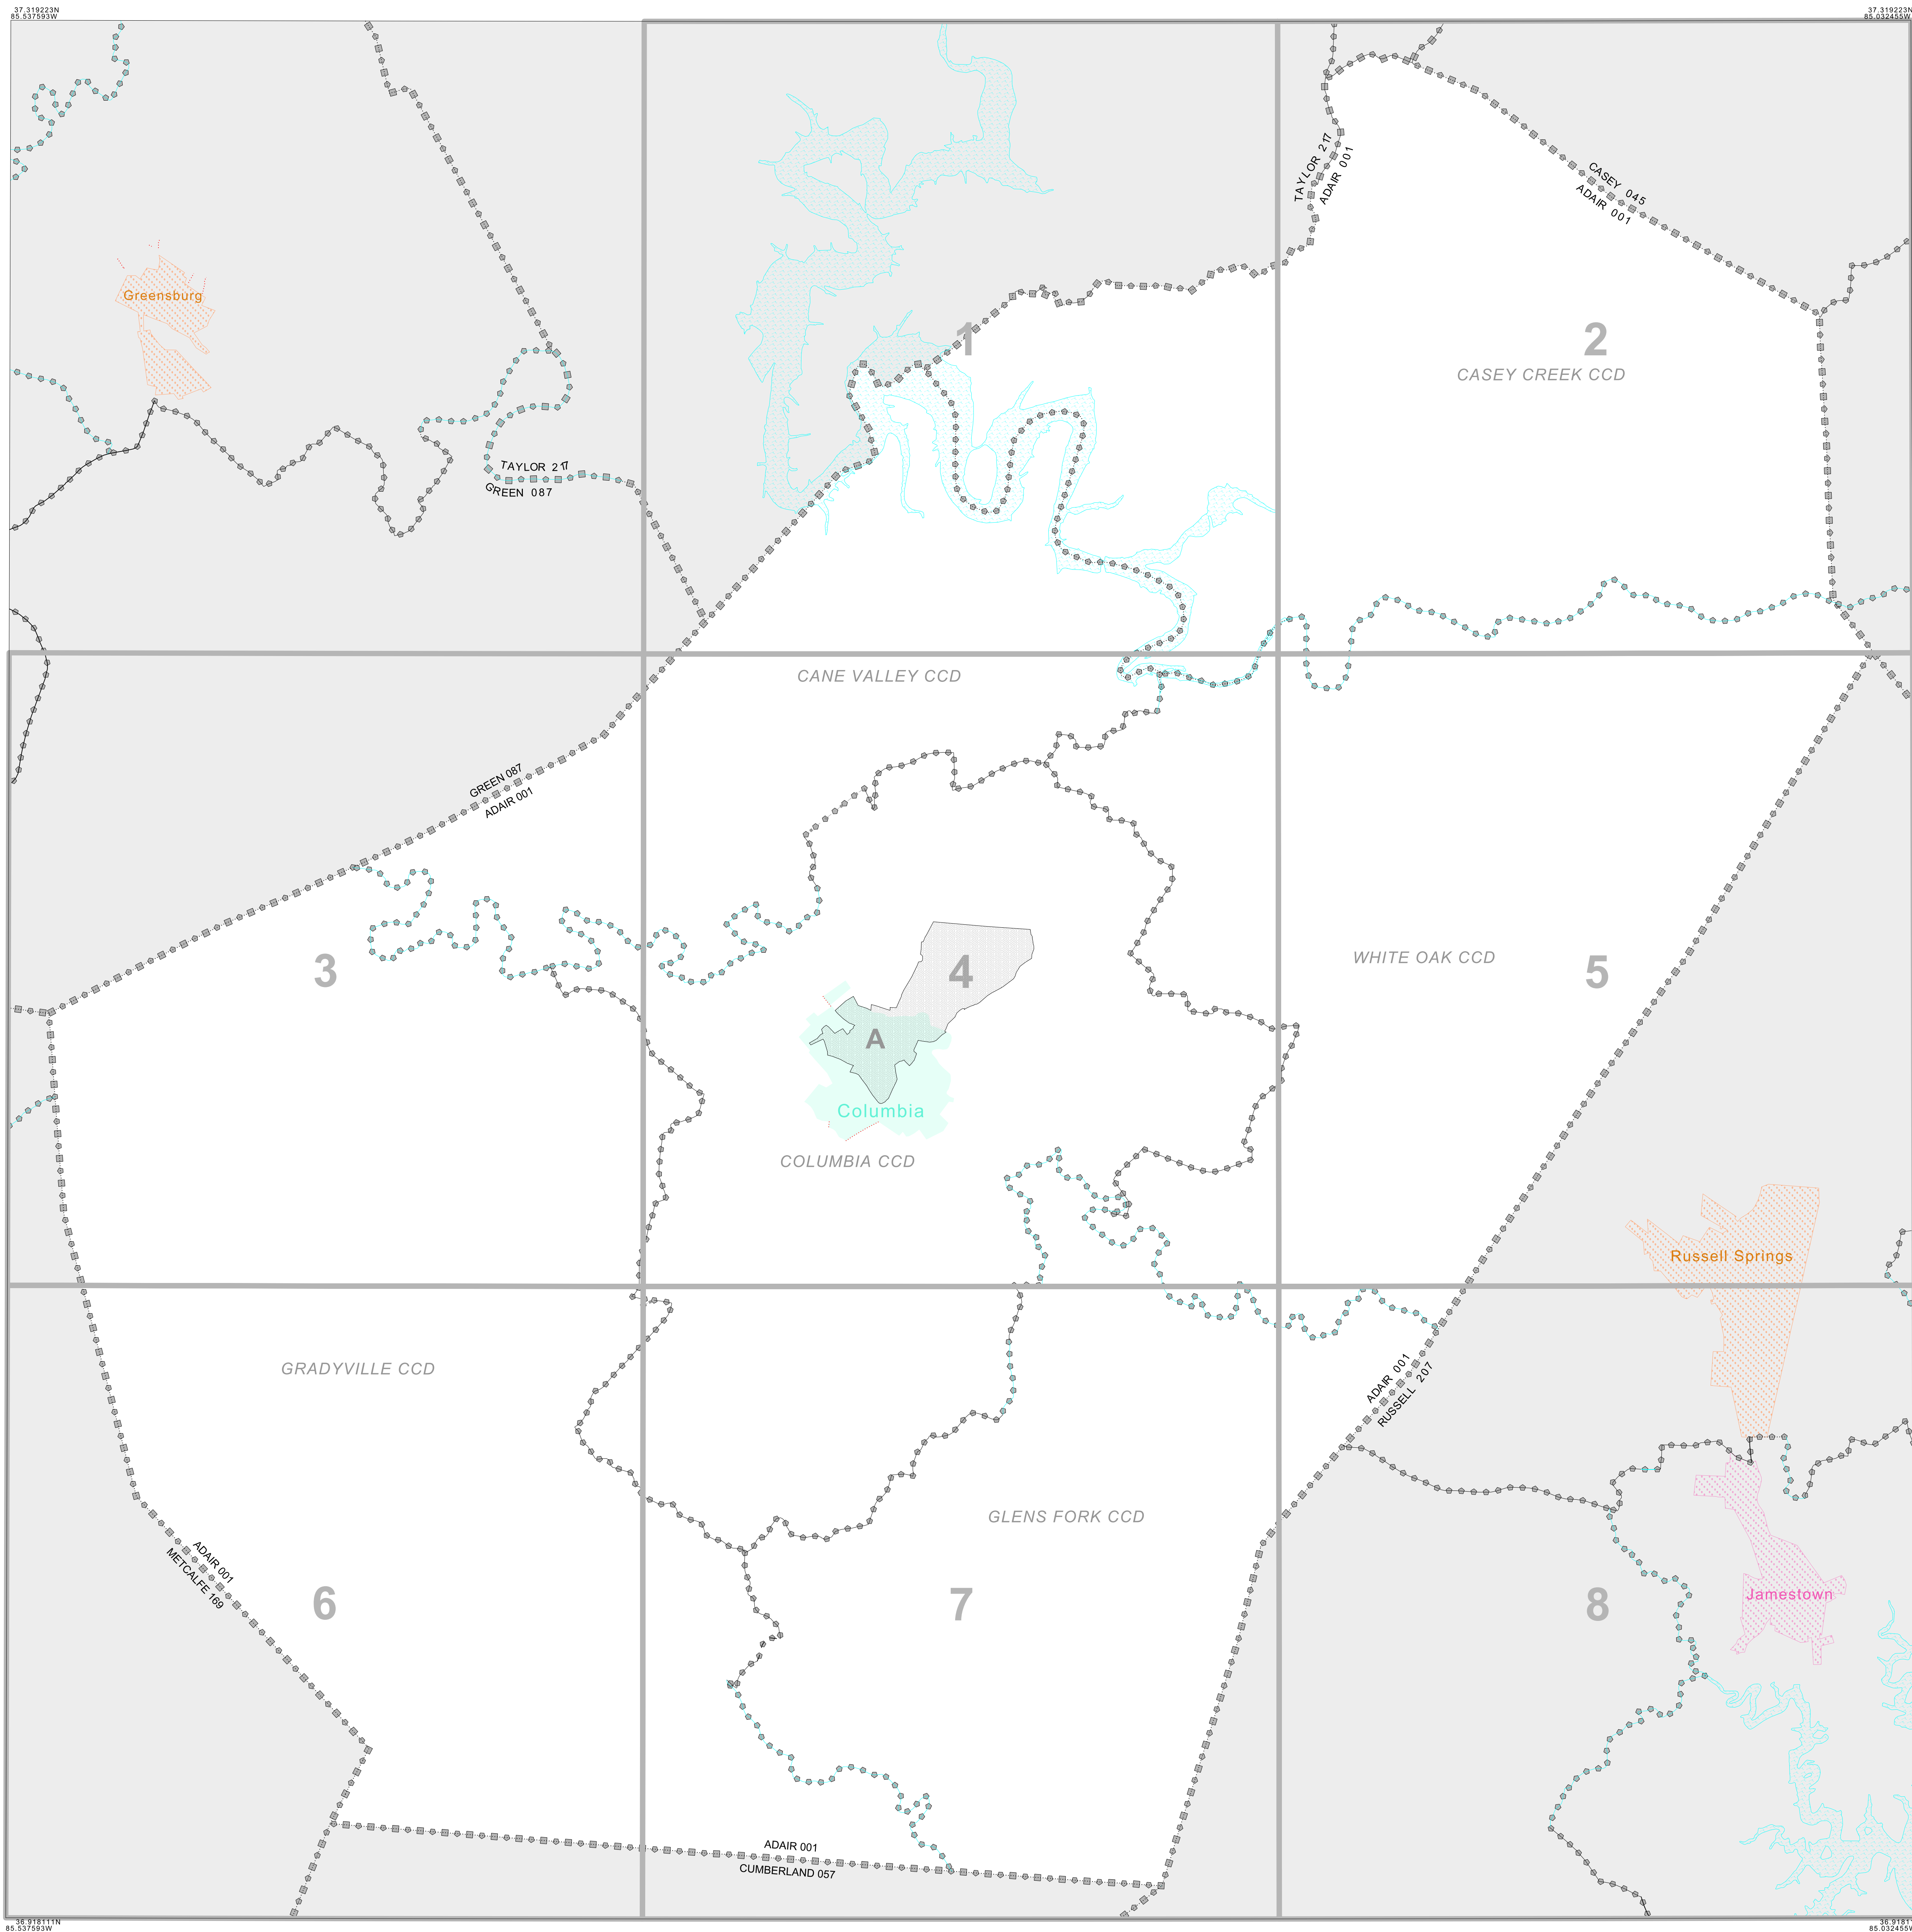 37.319223N
85.537593W
37.319223N
85.032455W
TAYLOR 217
ADAIR 001
CASEY 045
ADAIR 001
Greensburg
1
2
CASEY CREEK CCD
TAYLOR 217
GREEN 087
CANE VALLEY CCD
GREEN 087
ADAIR 001
3
4
WHITE OAK CCD
5
A
Columbia
COLUMBIA CCD
Russell Springs
GRADYVILLE CCD
ADAIR 001
RUSSELL 207
GLENS FORK CCD
ADAIR 001
METCALFE 169
6
7
8
Jamestown
ADAIR 001
CUMBERLAND 057
36.918111N
85.537593W
85.032455W